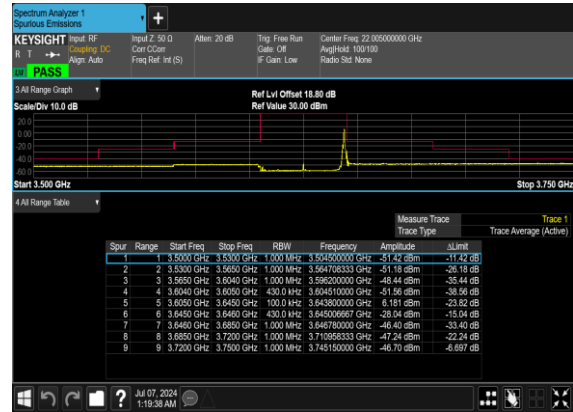 Spectrum Analyzer 1
Spurious Emissions
+
KEYSIGHT Input: RF Input Z: 50 Ω Atten: 20 dB Trig: Free Run Center Freq: 22.005000000 GHz
R T Coupling: DC Corr CCorr Gate: Off Avg|Hold: 100/100
Align: Auto Freq Ref: Int (S) IF Gain: Low Radio Std: None
PASS
3 All Range Graph Ref Lvl Offset 18.80 dB
Scale/Div 10.0 dB Ref Value 30.00 dBm
20.0
0.00
-20.0
-40.0
-60.0
Start 3.500 GHz Stop 3.750 GHz
4 All Range Table
Measure Trace Trace 1
Trace Type Trace Average (Active)
Spur Range Start Freq Stop Freq RBW Frequency Amplitude ΔLimit
1 1 3.5000 GHz 3.5300 GHz 1.000 MHz 3.504500000 GHz -51.42 dBm -11.42 dB
2 2 3.5300 GHz 3.5650 GHz 1.000 MHz 3.564708333 GHz -51.18 dBm -26.18 dB
3 3 3.5650 GHz 3.6040 GHz 1.000 MHz 3.596200000 GHz -48.44 dBm -35.44 dB
4 4 3.6040 GHz 3.6050 GHz 430.0 kHz 3.604510000 GHz -51.56 dBm -38.56 dB
5 5 3.6050 GHz 3.6450 GHz 100.0 kHz 3.643800000 GHz 6.181 dBm -23.82 dB
6 6 3.6450 GHz 3.6460 GHz 430.0 kHz 3.645006667 GHz -28.04 dBm -15.04 dB
7 7 3.6460 GHz 3.6850 GHz 1.000 MHz 3.646780000 GHz -46.40 dBm -33.40 dB
8 8 3.6850 GHz 3.7200 GHz 1.000 MHz 3.710958333 GHz -47.24 dBm -22.24 dB
9 9 3.7200 GHz 3.7500 GHz 1.000 MHz 3.745150000 GHz -46.70 dBm -6.697 dB
? Jul 07, 2024
1:19:38 AM